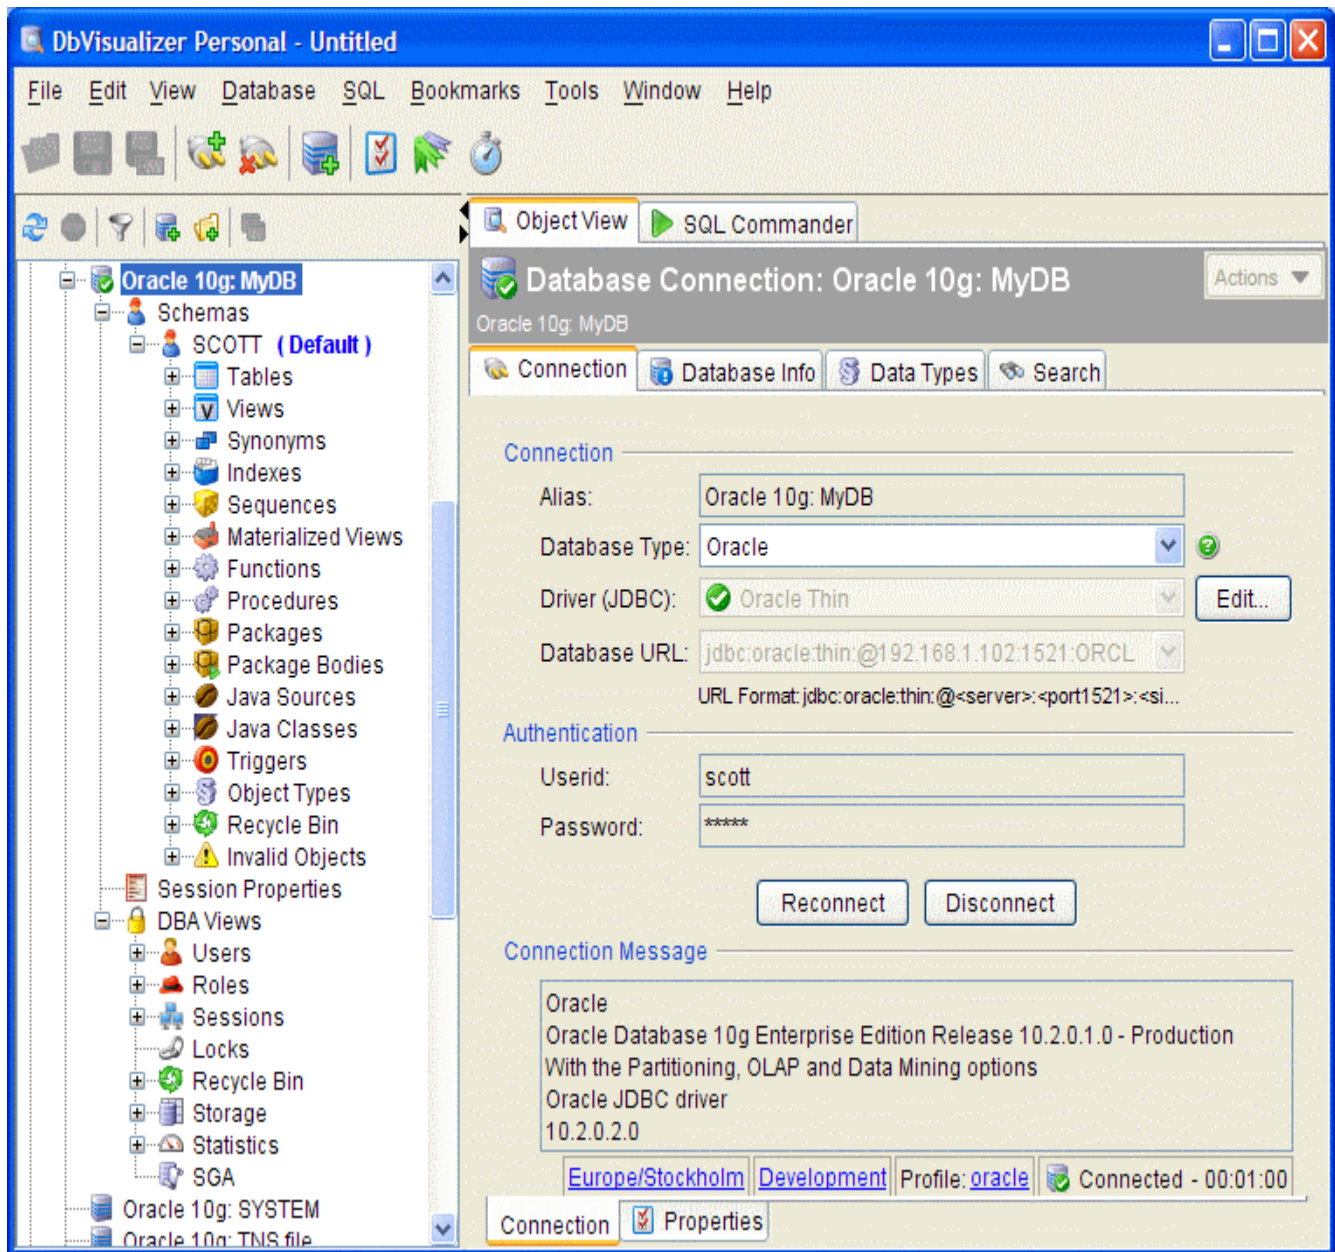 DbVisualizer Personal - Untitled
File Edit View Database SQL Bookmarks Tools Window Help
Oracle 10g: MyDB
Schemas
SCOTT ( Default )
Tables
Views
Synonyms
Indexes
Sequences
Materialized Views
Functions
Procedures
Packages
Package Bodies
Java Sources
Java Classes
Triggers
Object Types
Recycle Bin
Invalid Objects
Session Properties
DBA Views
Users
Roles
Sessions
Locks
Recycle Bin
Storage
Statistics
SGA
Oracle 10g: SYSTEM
Oracle 10g: TNS file
Object View SQL Commander
Database Connection: Oracle 10g: MyDB
Actions
Oracle 10g: MyDB
Connection Database Info Data Types Search
Connection
Alias: Oracle 10g: MyDB
Database Type: Oracle
Driver (JDBC): Oracle Thin Edit...
Database URL: jdbc:oracle:thin:@192.168.1.102:1521:ORCL
URL Format: jdbc:oracle:thin:@<server>:<port1521>:<si...
Authentication
Userid: scott
Password: *****
Reconnect Disconnect
Connection Message
Oracle
Oracle Database 10g Enterprise Edition Release 10.2.0.1.0 - Production
With the Partitioning, OLAP and Data Mining options
Oracle JDBC driver
10.2.0.2.0
Europe/Stockholm Development Profile: oracle Connected - 00:01:00
Connection Properties